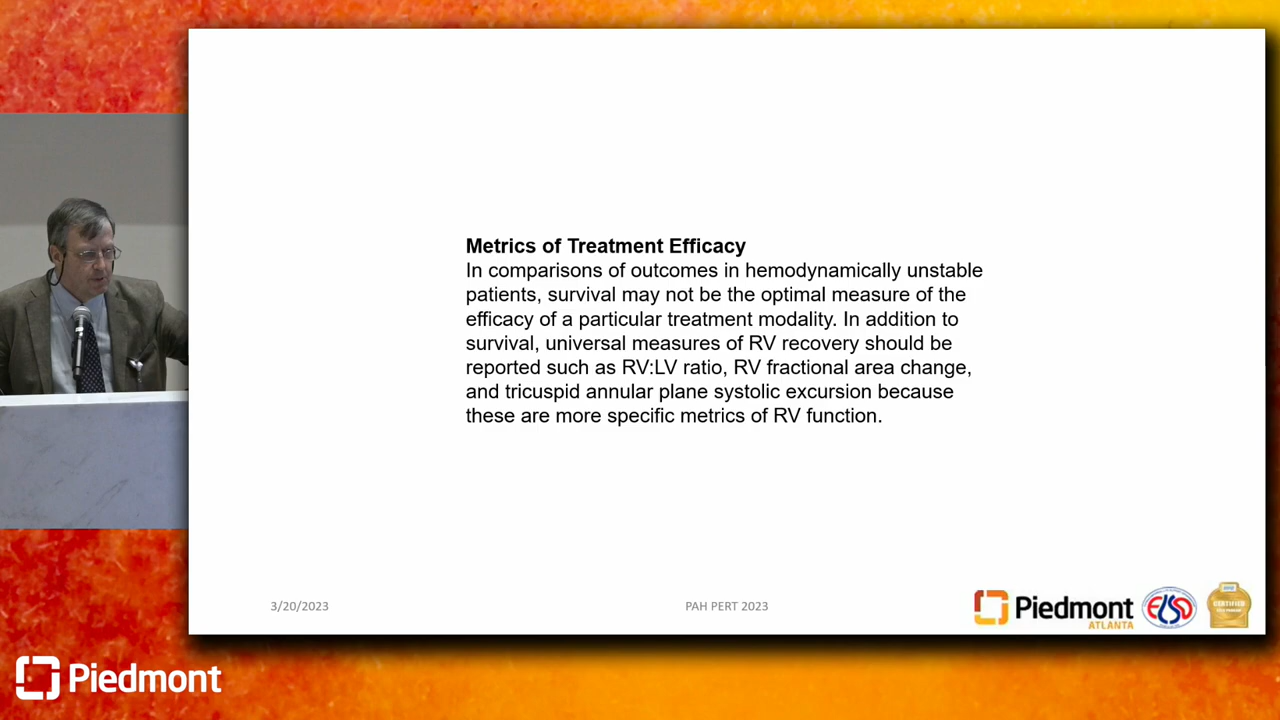 Metrics of Treatment Efficacy
In comparisons of outcomes in hemodynamically unstable
patients, survival may not be the optimal measure of the
efficacy of a particular treatment modality. In addition to
survival, universal measures of RV recovery should be
reported such as RV:LV ratio, RV fractional area change,
and tricuspid annular plane systolic excursion because
these are more specific metrics of RV function.
3/20/2023
PAH PERT 2023
Piedmont
ATLANTA
ELSO
CERTIFIED
Piedmont